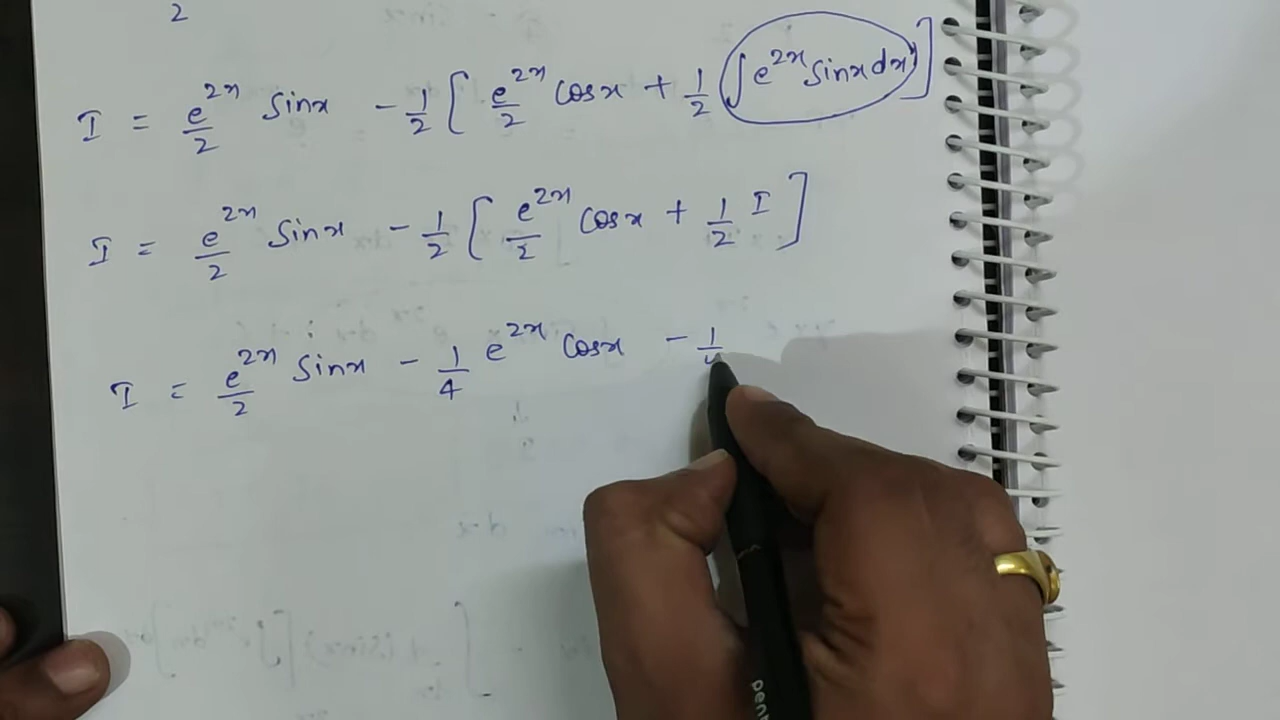 2
I = e^2x/2 sinx - 1/2 [ e^2x/2 cosx + 1/2 ∫e^2x sinx dx ]
I = e^2x/2 sinx - 1/2 [ e^2x/2 cosx + 1/2 I ]
I = e^2x/2 sinx - 1/4 e^2x cosx - 1/